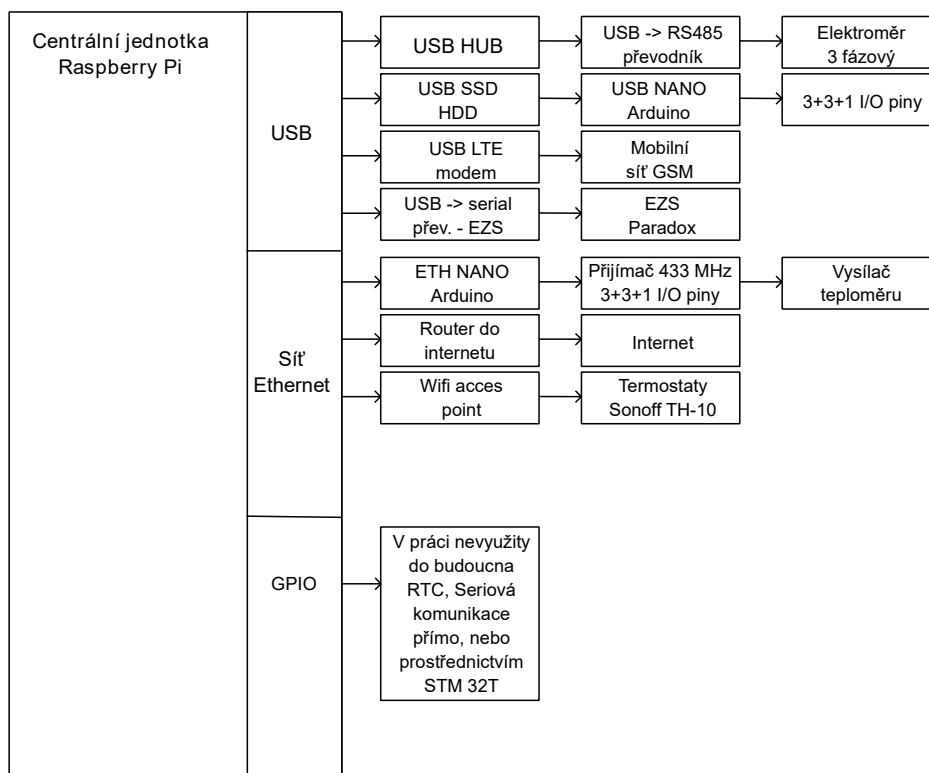 Centrální jednotka
Raspberry Pi
USB
USB HUB
USB -> RS485
převodník
Elektroměr
3 fázový
USB SSD
HDD
USB NANO
Arduino
3+3+1 I/O piny
USB LTE
modem
Mobilní
síť GSM
USB -> serial
přev. - EZS
EZS
Paradox
Síť
Ethernet
ETH NANO
Arduino
Přijímač 433 MHz
3+3+1 I/O piny
Vysílač
teploměru
Router do
internetu
Internet
Wifi acces
point
Termostaty
Sonoff TH-10
GPIO
V práci nevyužity
do budoucna
RTC, Seriová
komunikace
přímo, nebo
prostřednictvím
STM 32T